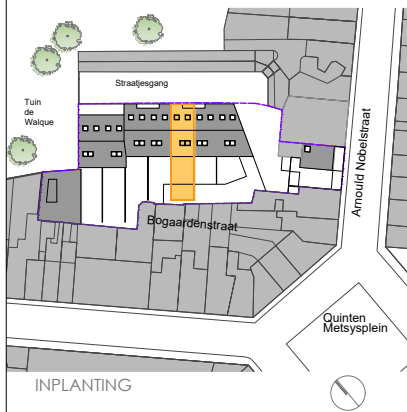 Straatjesgang
Tuin
de
Walque
Arnould Nobelstraat
Bogaardenstraat
Quinten
Metsysplein
INPLANTING